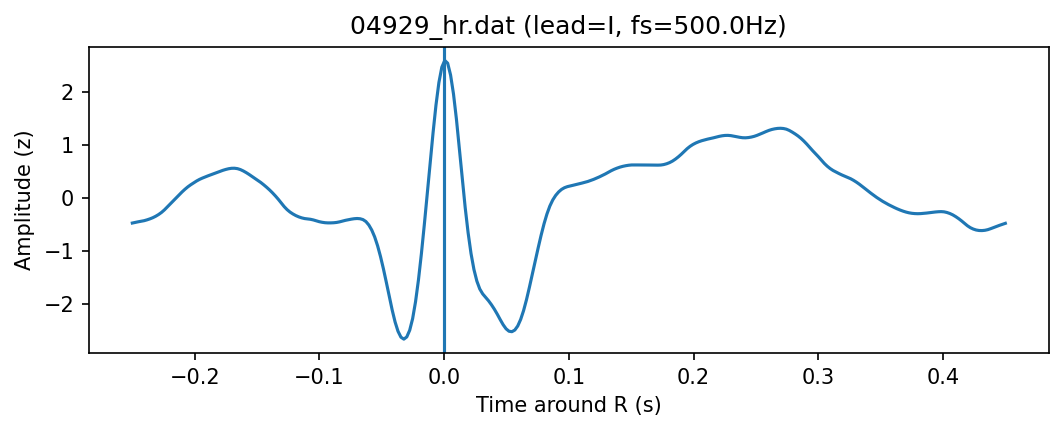 04929_hr.dat (lead=I, fs=500.0Hz)
Amplitude (z)
2
1
0
−1
−2
−0.2 −0.1 0.0 0.1 0.2 0.3 0.4
Time around R (s)